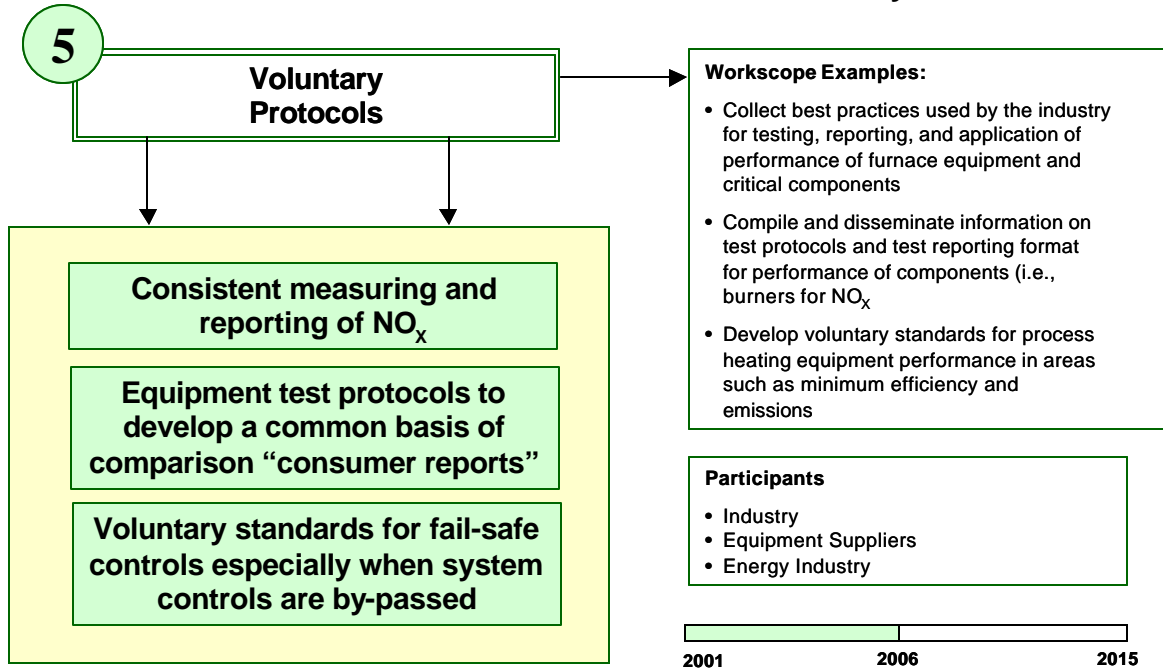 5
Voluntary
Protocols
Consistent measuring and
reporting of NOX
Equipment test protocols to
develop a common basis of
comparison “consumer reports”
Voluntary standards for fail-safe
controls especially when system
controls are by-passed
Workscope Examples:
• Collect best practices used by the industry
for testing, reporting, and application of
performance of furnace equipment and
critical components
• Compile and disseminate information on
test protocols and test reporting format
for performance of components (i.e.,
burners for NOX
• Develop voluntary standards for process
heating equipment performance in areas
such as minimum efficiency and
emissions
Participants
• Industry
• Equipment Suppliers
• Energy Industry
2001 2006 2015